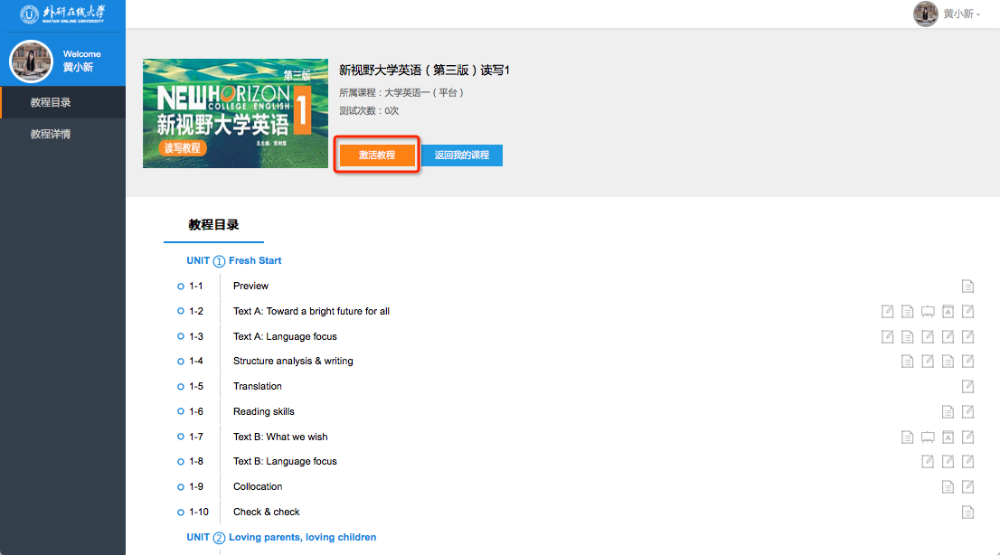 外研在线大学
WAIYAN ONLINE UNIVERSITY
黄小新
Welcome
黄小新
教程目录
教程详情
第三版
NEW HORIZON
COLLEGE ENGLISH
新视野大学英语
1
读写教程
总主编:郑树棠
新视野大学英语(第三版)读写1
所属课程:大学英语一(平台)
测试次数:0次
激活教程
返回我的课程
教程目录
UNIT ① Fresh Start
1-1 Preview
1-2 Text A: Toward a bright future for all
1-3 Text A: Language focus
1-4 Structure analysis & writing
1-5 Translation
1-6 Reading skills
1-7 Text B: What we wish
1-8 Text B: Language focus
1-9 Collocation
1-10 Check & check
UNIT ② Loving parents, loving children